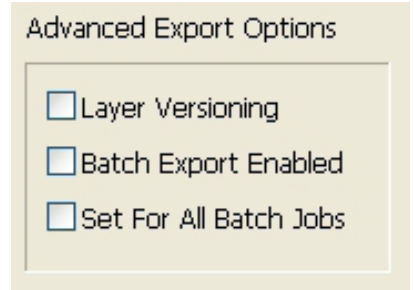 Advanced Export Options
Layer Versioning
Batch Export Enabled
Set For All Batch Jobs